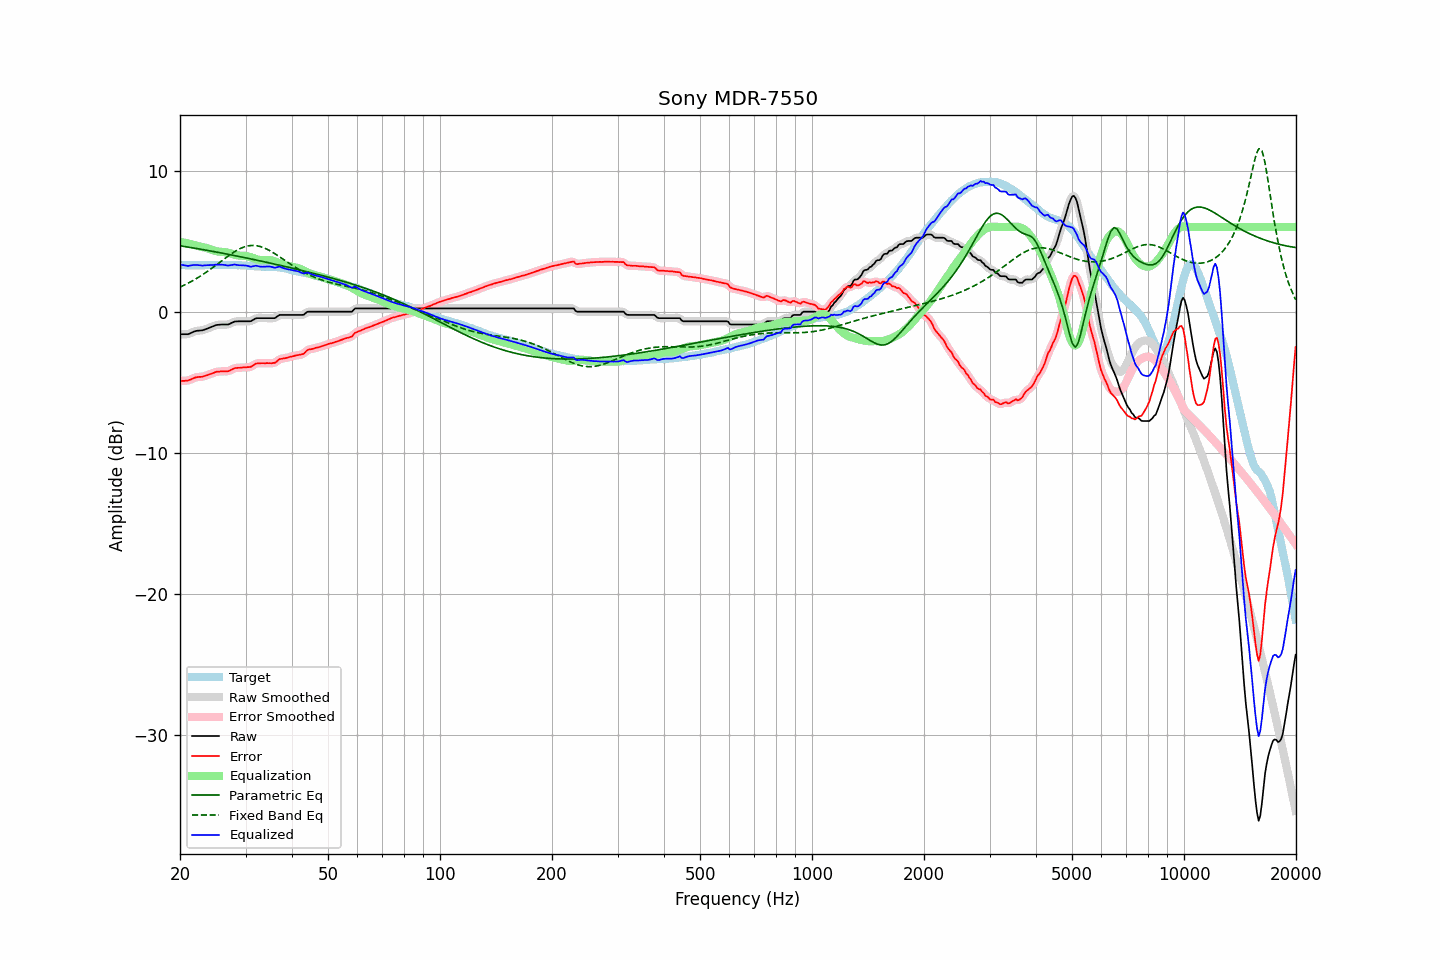 Sony MDR-7550
Amplitude (dBr)
10
0
−10
−20
−30
Target
Raw Smoothed
Error Smoothed
Raw
Error
Equalization
Parametric Eq
Fixed Band Eq
Equalized
20 50 100 200 500 1000 2000 5000 10000 20000
Frequency (Hz)